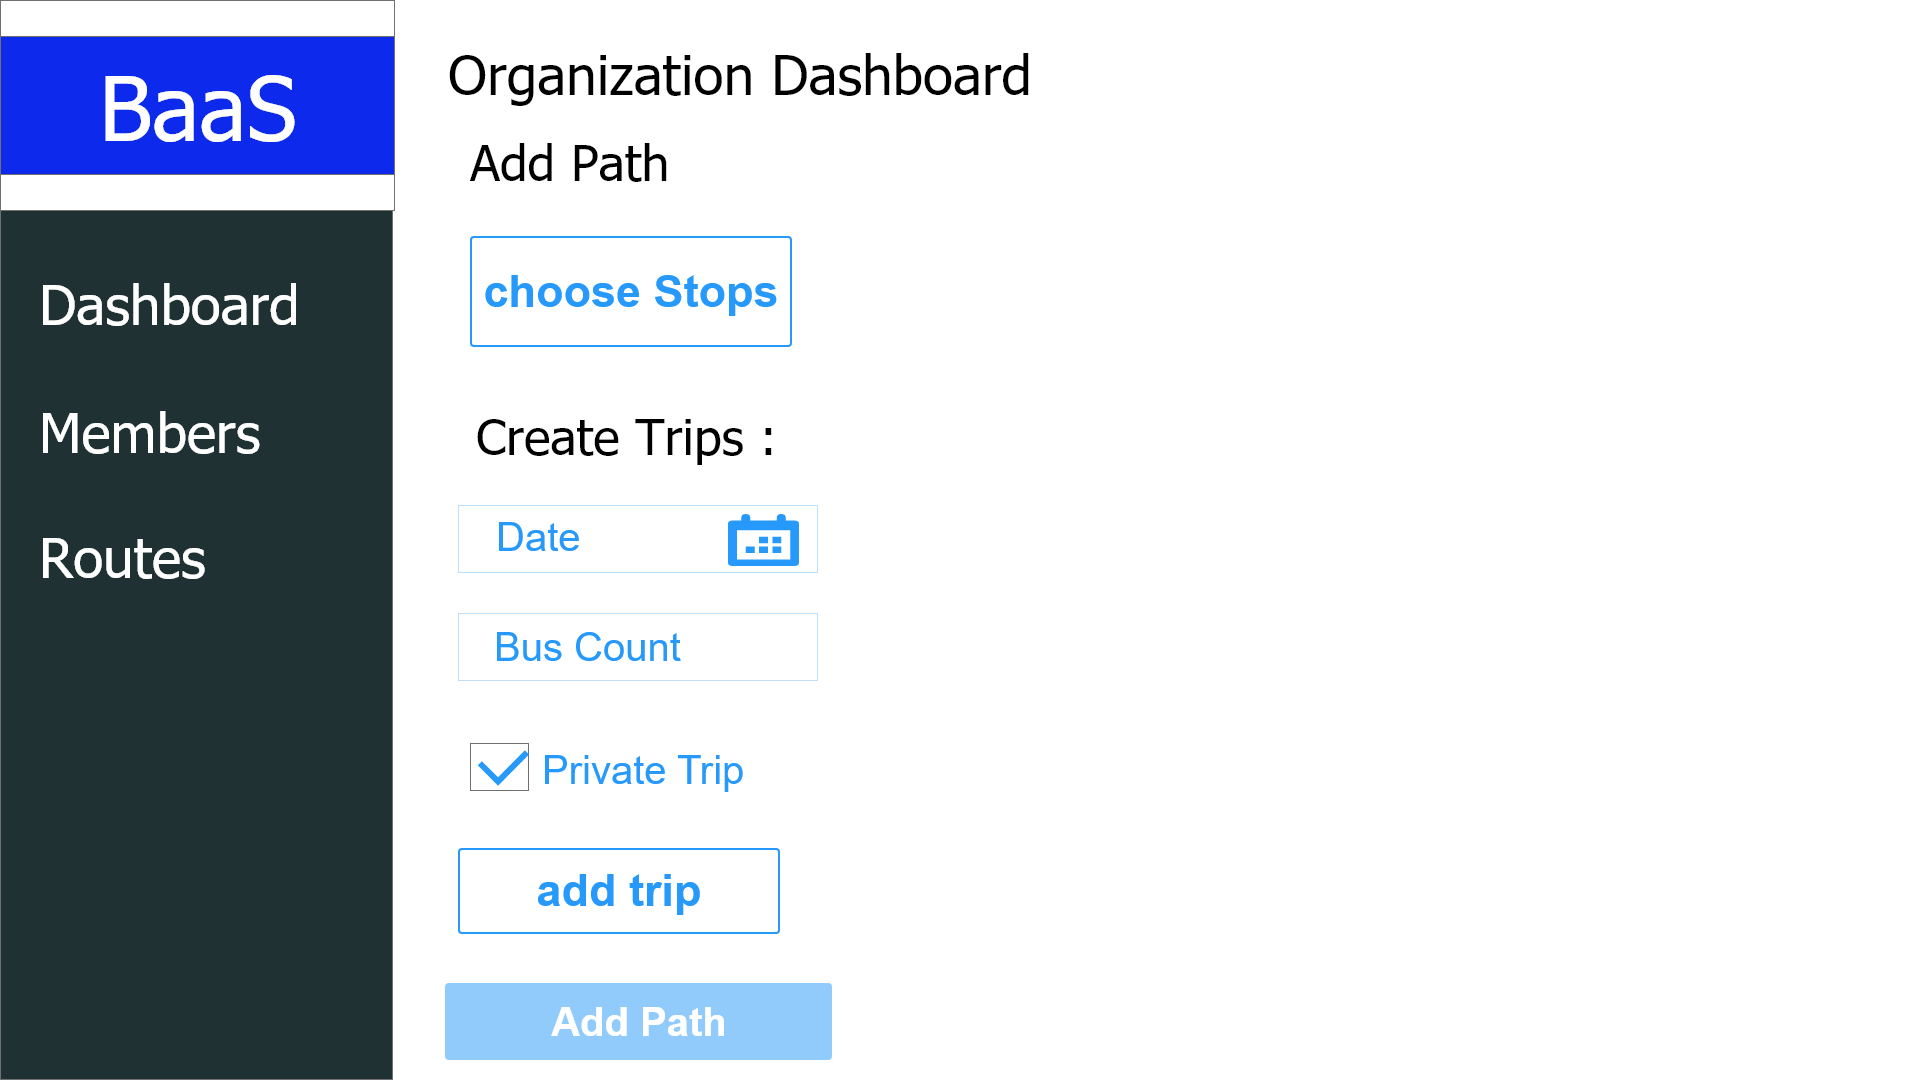 BaaS
Dashboard
Members
Routes
Organization Dashboard
Add Path
choose Stops
Create Trips :
Date
Bus Count
Private Trip
add trip
Add Path